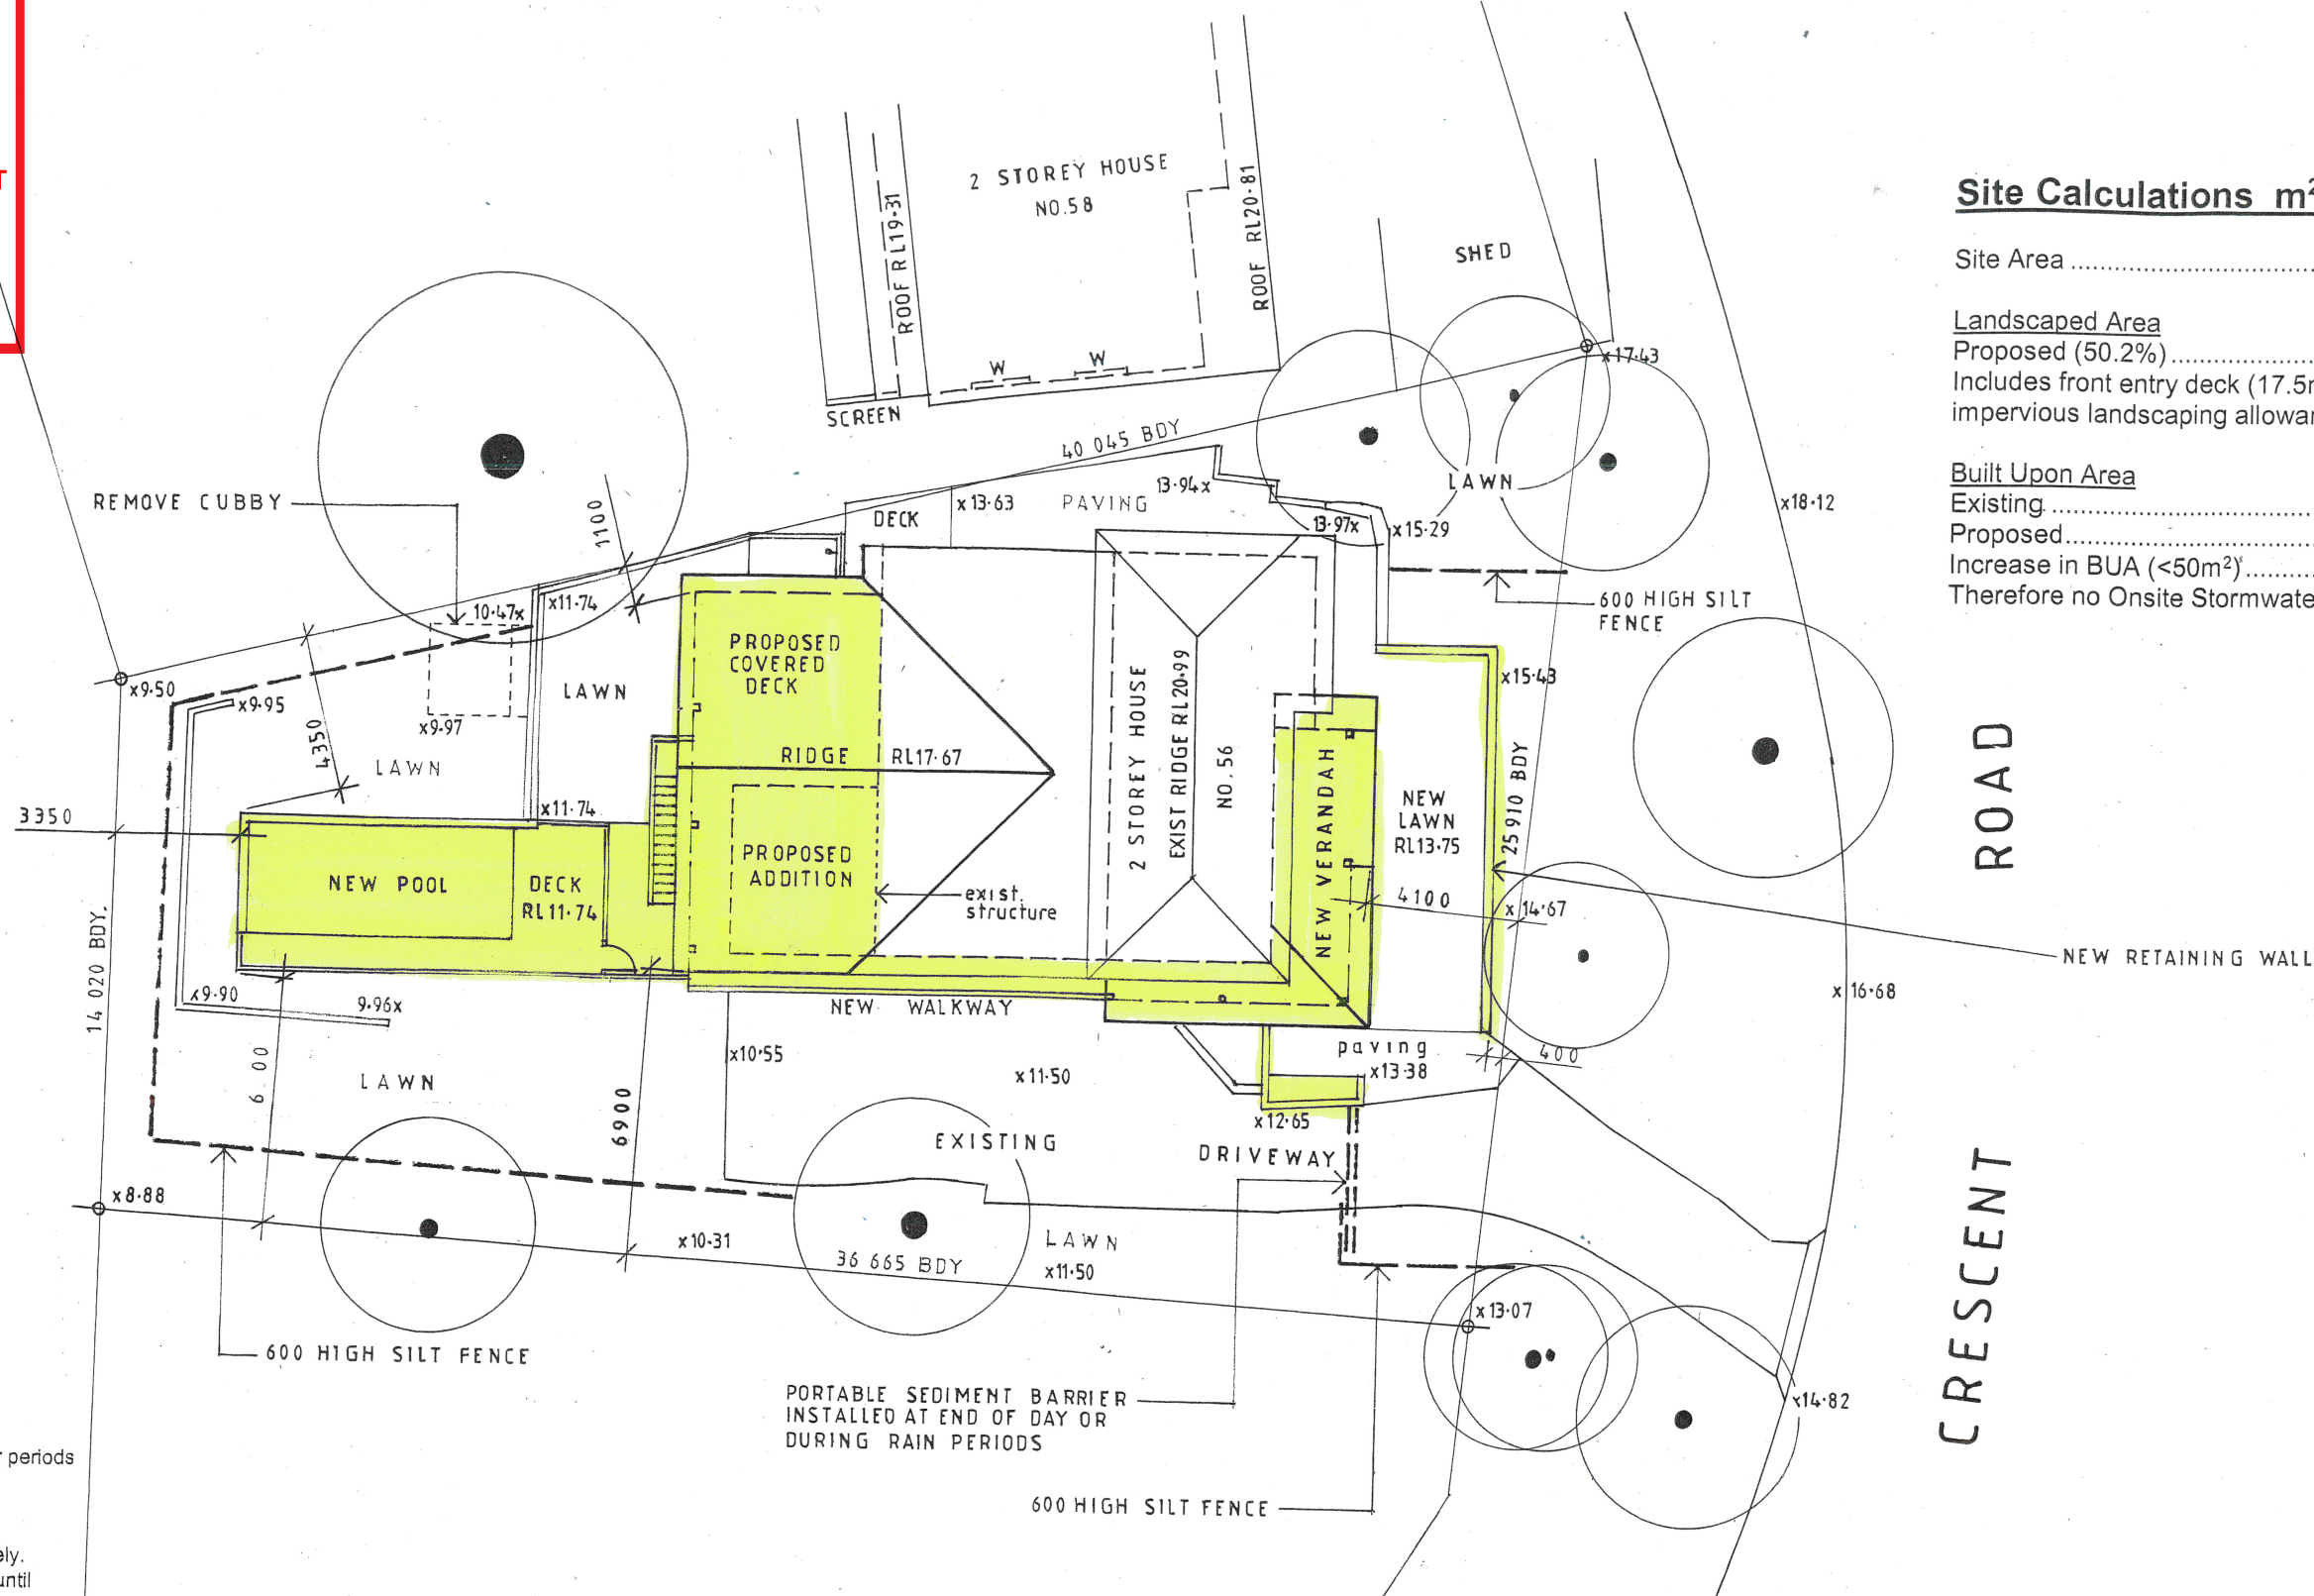 T
2 STOREY HOUSE
NO.58
ROOF RL19·31
ROOF RL20·81
SHED
W
W
SCREEN
x17·43
40 045 BDY
LAWN
REMOVE CUBBY
1100
DECK
x13·63
PAVING
13·94x
13·97x
x15·29
x18·12
600 HIGH SILT
FENCE
10·47x
x11·74
PROPOSED
COVERED
DECK
x9·50
x9·95
LAWN
x9·97
4350
LAWN
x15·43
RIDGE RL17·67
2 STOREY HOUSE
EXIST RIDGE RL20·99
NO.56
NEW VERANDAH
NEW
LAWN
RL13·75
25 910 BDY
3350
x11·74
NEW POOL
DECK
RL11·74
PROPOSED
ADDITION
exist.
structure
4100
x14·67
NEW RETAINING WALL
14 020 BDY.
x9·90
9·96x
NEW WALKWAY
x16·68
x10·55
x11·50
paving
x13·38
400
LAWN
6900
x12·65
EXISTING
DRIVEWAY
x8·88
x10·31
36 665 BDY
LAWN
x11·50
x13·07
600 HIGH SILT FENCE
PORTABLE SEDIMENT BARRIER
INSTALLED AT END OF DAY OR
DURING RAIN PERIODS
x14·82
600 HIGH SILT FENCE
ROAD
CRESCENT
Site Calculations m²
Site Area
Landscaped Area
Proposed (50.2%)
Includes front entry deck (17.5
impervious landscaping
Built Upon Area
Existing
Proposed
Increase in BUA (<50m²)
Therefore no Onsite
periods
until